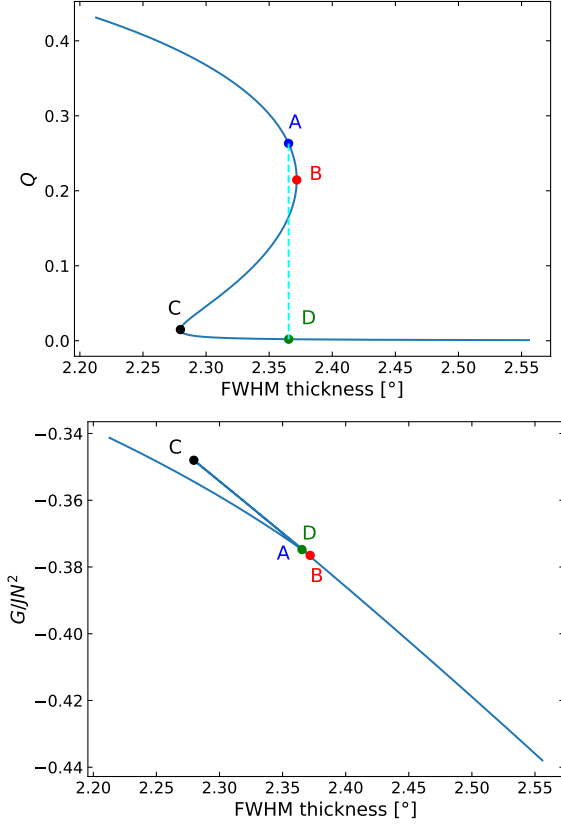 0.4
0.3
0.2
0.1
0.0
Q
A
B
C
D
2.20 2.25 2.30 2.35 2.40 2.45 2.50 2.55
FWHM thickness [°]
−0.34
−0.36
−0.38
−0.40
−0.42
−0.44
G/JN²
C
D
A
B
2.20 2.25 2.30 2.35 2.40 2.45 2.50 2.55
FWHM thickness [°]